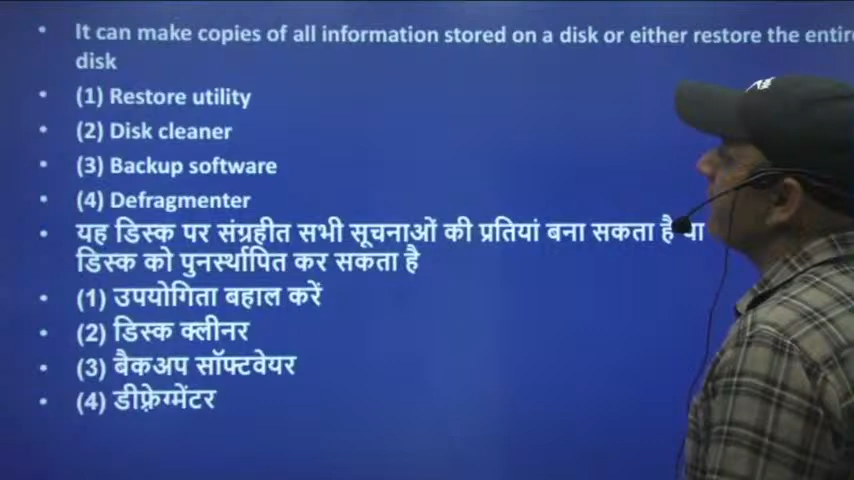 • It can make copies of all information stored on a disk or either restore the entire
disk
• (1) Restore utility
• (2) Disk cleaner
• (3) Backup software
• (4) Defragmenter
• यह डिस्क पर संग्रहीत सभी सूचनाओं की प्रतियां बना सकता है या
डिस्क को पुनर्स्थापित कर सकता है
• (1) उपयोगिता बहाल करें
• (2) डिस्क क्लीनर
• (3) बैकअप सॉफ्टवेयर
• (4) डीफ़्रेग्मेंटर